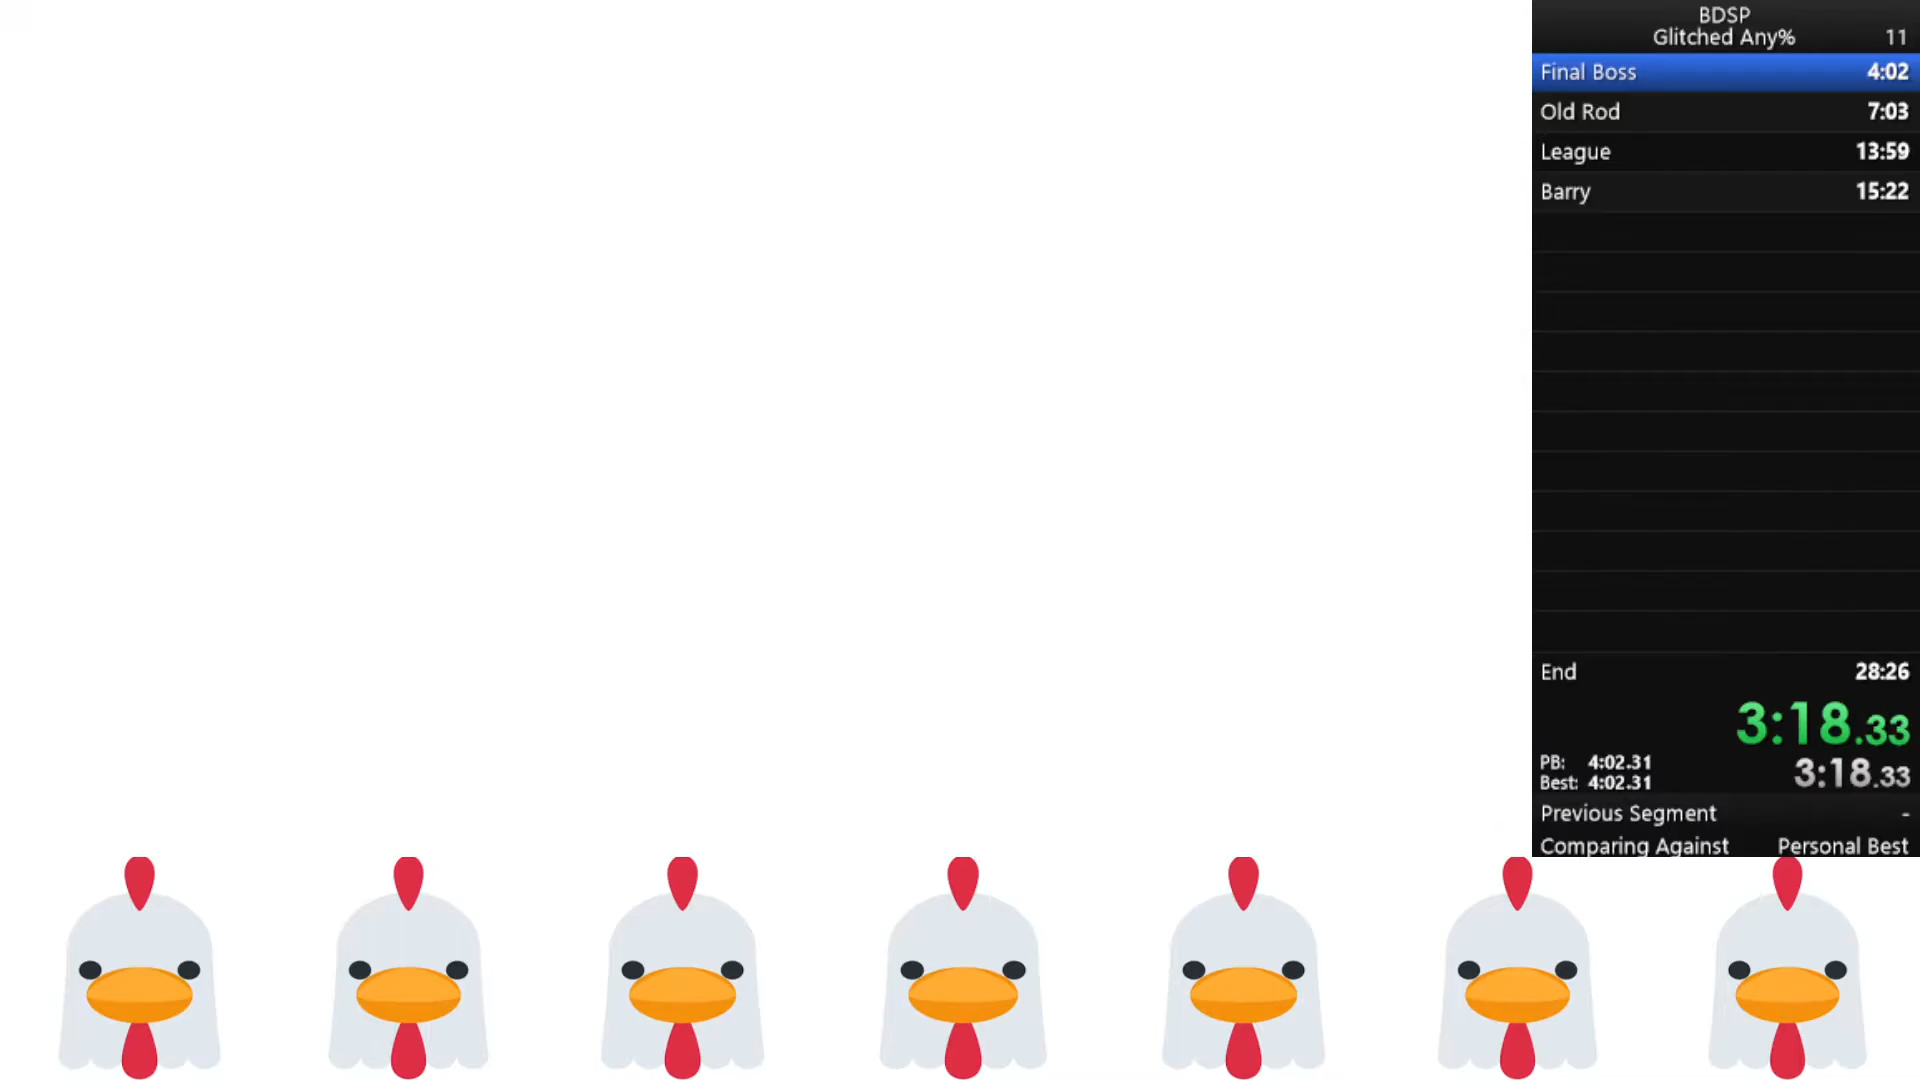 BDSP
Glitched Any% 11
Final Boss 4:02
Old Rod 7:03
League 13:59
Barry 15:22
End 28:26
3:18.33
PB: 4:02.31
Best: 4:02.31
3:18.33
Previous Segment -
Comparing Against Personal Best